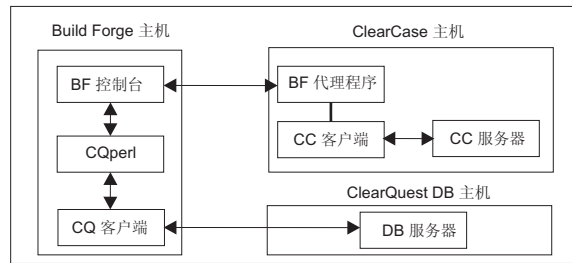 Build Forge 主机
ClearCase 主机
BF 控制台
BF 代理程序
CQperl
CC 客户端
CC 服务器
ClearQuest DB 主机
CQ 客户端
DB 服务器